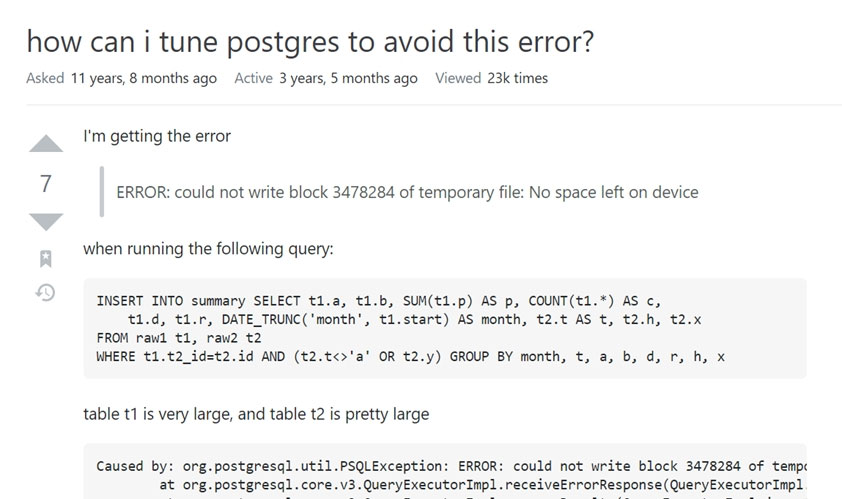 how can i tune postgres to avoid this error?
Asked 11 years, 8 months ago Active 3 years, 5 months ago Viewed 23k times
I'm getting the error
7
ERROR: could not write block 3478284 of temporary file: No space left on device
when running the following query:
INSERT INTO summary SELECT t1.a, t1.b, SUM(t1.p) AS p, COUNT(t1.*) AS c,
t1.d, t1.r, DATE_TRUNC('month', t1.start) AS month, t2.t AS t, t2.h, t2.x
FROM raw1 t1, raw2 t2
WHERE t1.t2_id=t2.id AND (t2.t<>'a' OR t2.y) GROUP BY month, t, a, b, d, r, h, x
table t1 is very large, and table t2 is pretty large
Caused by: org.postgresql.util.PSQLException: ERROR: could not write block 3478284 of tempo
at org.postgresql.core.v3.QueryExecutorImpl.receiveErrorResponse(QueryExecutorImpl.